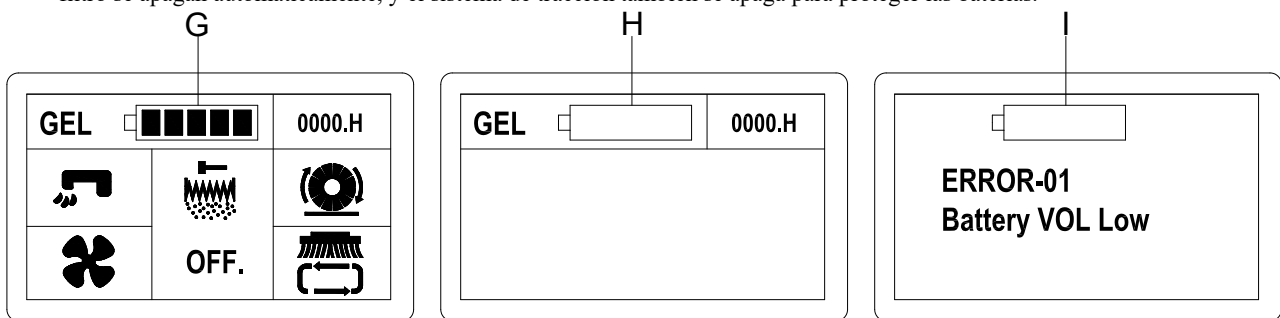 filtro se apagan automáticamente, y el sistema de tracción también se apaga para proteger las baterías.
G
H
I
GEL
0000.H
OFF.
GEL
0000.H
ERROR-01
Battery VOL Low